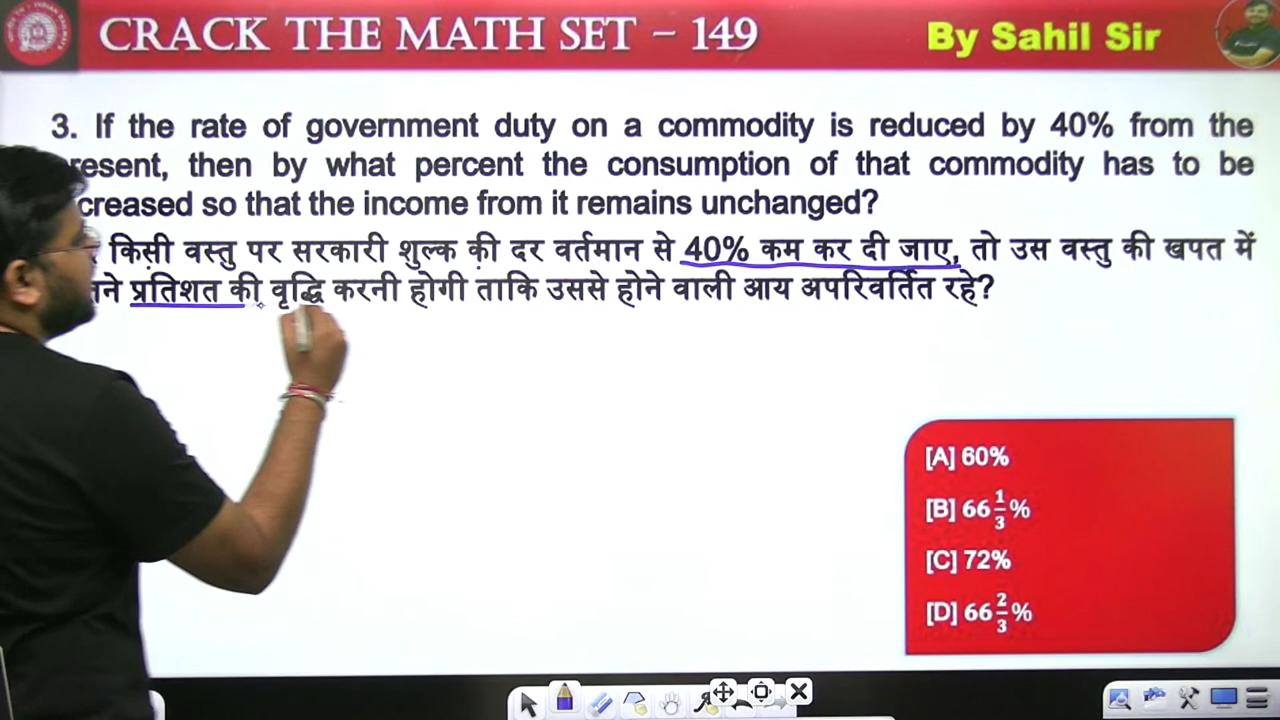 CRACK THE MATH SET – 149
By Sahil Sir
3. If the rate of government duty on a commodity is reduced by 40% from the
then by what percent the consumption of that commodity has to be
so that the income from it remains unchanged?
किसी वस्तु पर सरकारी शुल्क की दर वर्तमान से 40% कम कर दी जाए, तो उस वस्तु की खपत में
प्रतिशत की वृद्धि करनी होगी ताकि उससे होने वाली आय अपरिवर्तित रहे?
[A] 60%
[B] 66 1/3 %
[C] 72%
[D] 66 2/3 %